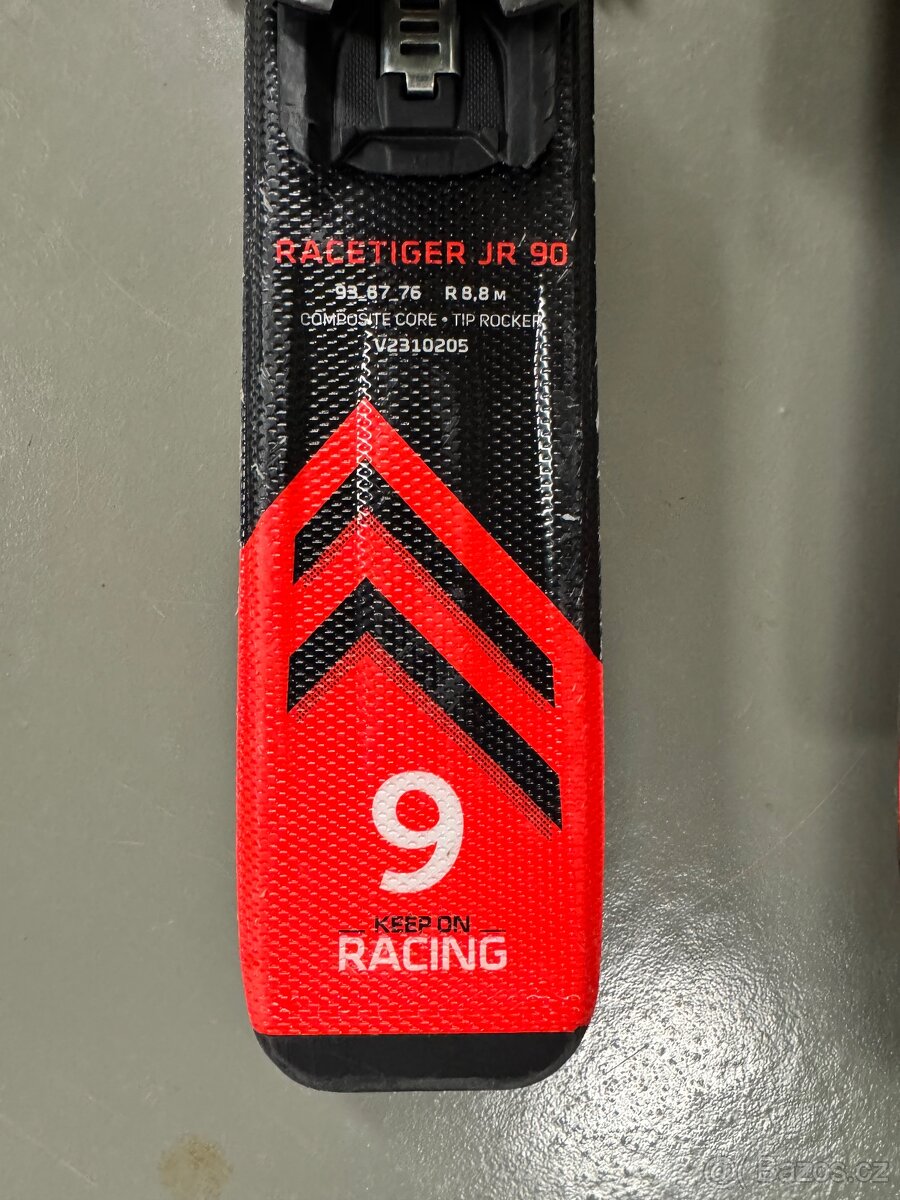 RACETIGER JR 90
93_67_76 R 8,8 M
COMPOSITE CORE • TIP ROCKER
V2310205
9
KEEP ON
RACING
© Bazos.cz